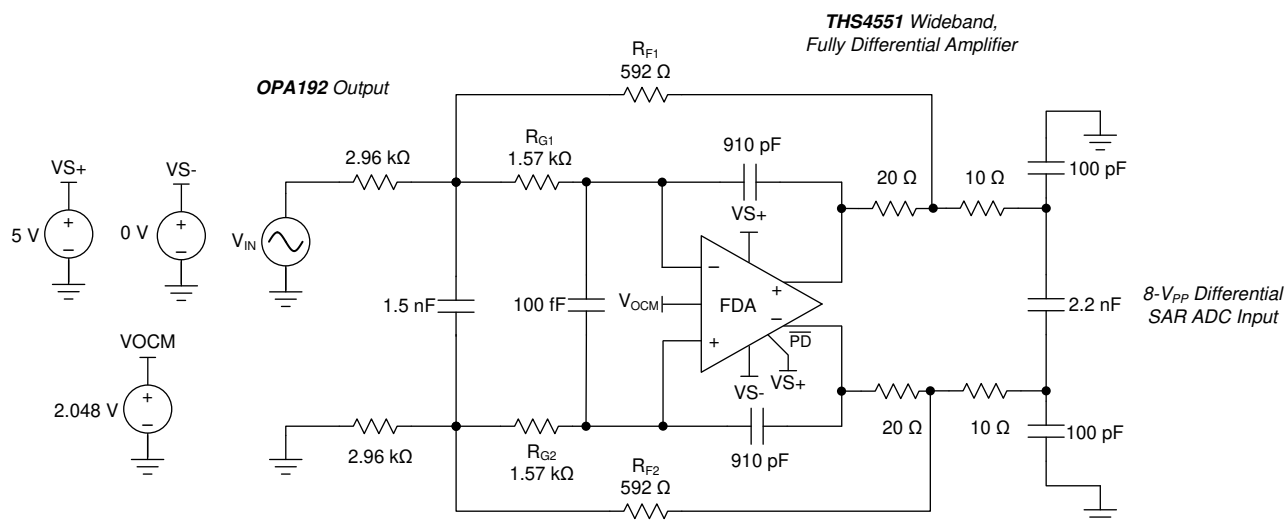 THS4551 Wideband,
Fully Differential Amplifier
RF1
592 Ω
OPA192 Output
RG1
1.57 kΩ
910 pF
2.96 kΩ
20 Ω
10 Ω
100 pF
VS+
VS-
VS+
5 V
+
−
0 V
+
−
VIN
−
+
VOCM
FDA
+
−
PD
1.5 nF
100 fF
2.2 nF
8-VPP Differential
SAR ADC Input
VS-
VS+
VOCM
2.048 V
+
−
2.96 kΩ
RG2
1.57 kΩ
910 pF
20 Ω
10 Ω
100 pF
RF2
592 Ω